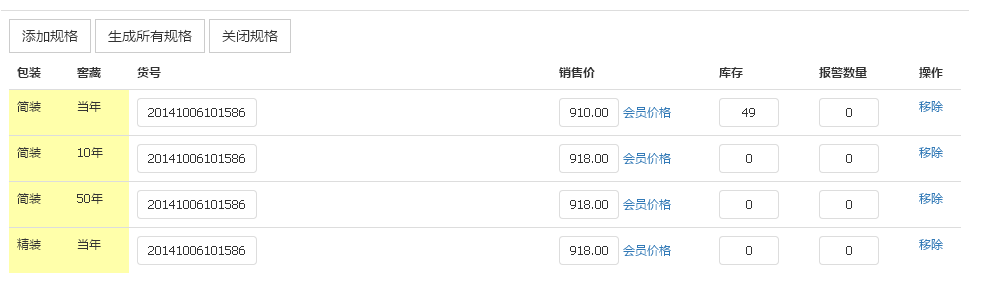 添加规格 生成所有规格 关闭规格
包装 窖藏 货号 销售价 库存 报警数量 操作
简装 当年 20141006101586 910.00 会员价格 49 0 移除
简装 10年 20141006101586 918.00 会员价格 0 0 移除
简装 50年 20141006101586 918.00 会员价格 0 0 移除
精装 当年 20141006101586 918.00 会员价格 0 0 移除